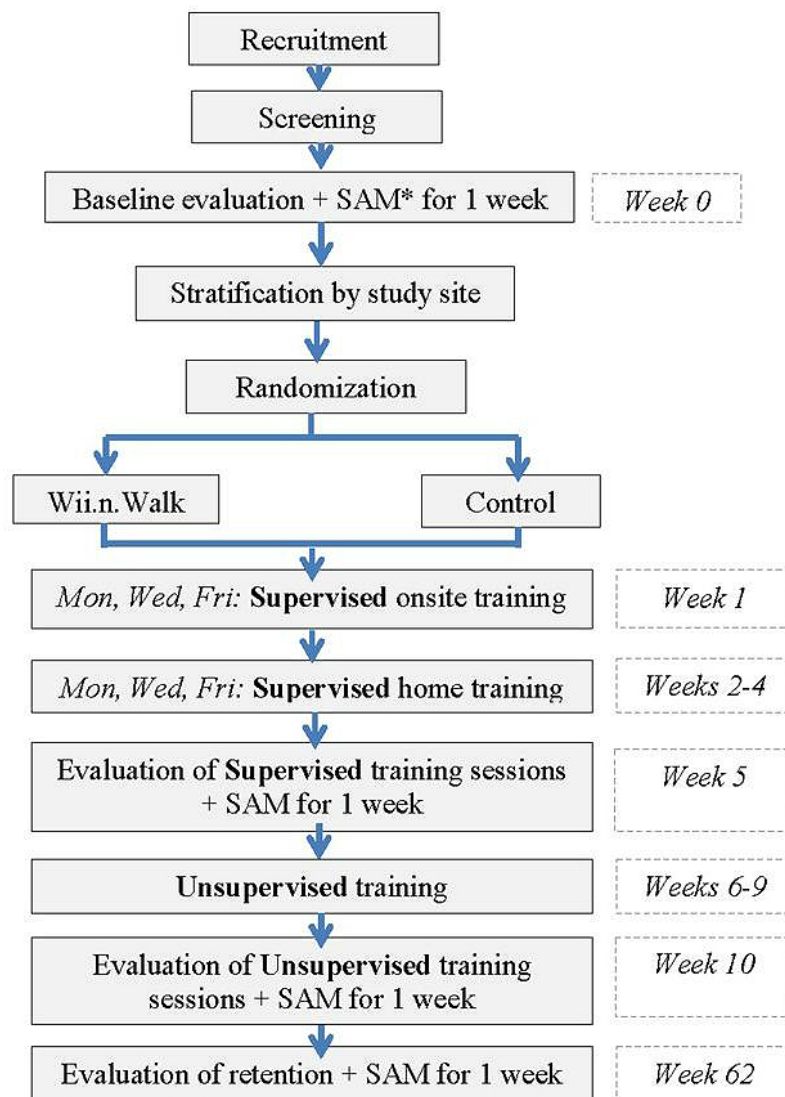 Recruitment
Screening
Baseline evaluation + SAM* for 1 week
Week 0
Stratification by study site
Randomization
Wii.n.Walk
Control
Mon, Wed, Fri: Supervised onsite training
Week 1
Mon, Wed, Fri: Supervised home training
Weeks 2-4
Evaluation of Supervised training sessions
+ SAM for 1 week
Week 5
Unsupervised training
Weeks 6-9
Evaluation of Unsupervised training
sessions + SAM for 1 week
Week 10
Evaluation of retention + SAM for 1 week
Week 62